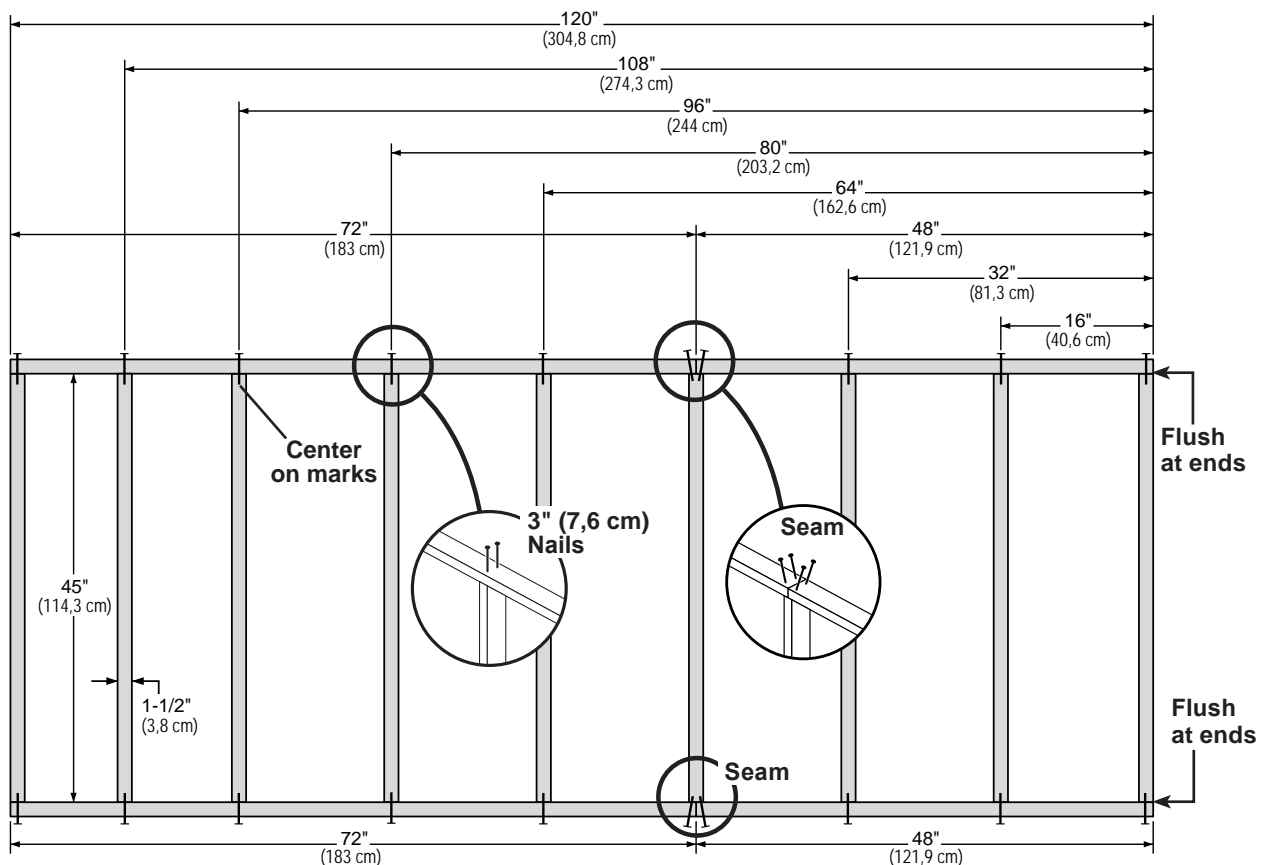 120"
(304,8 cm)
108"
(274,3 cm)
96"
(244 cm)
80"
(203,2 cm)
64"
(162,6 cm)
72"
(183 cm)
48"
(121,9 cm)
32"
(81,3 cm)
16"
(40,6 cm)
Center
on marks
Flush
at ends
3" (7,6 cm)
Nails
Seam
45"
(114,3 cm)
1-1/2"
(3,8 cm)
Flush
at ends
Seam
72"
(183 cm)
48"
(121,9 cm)